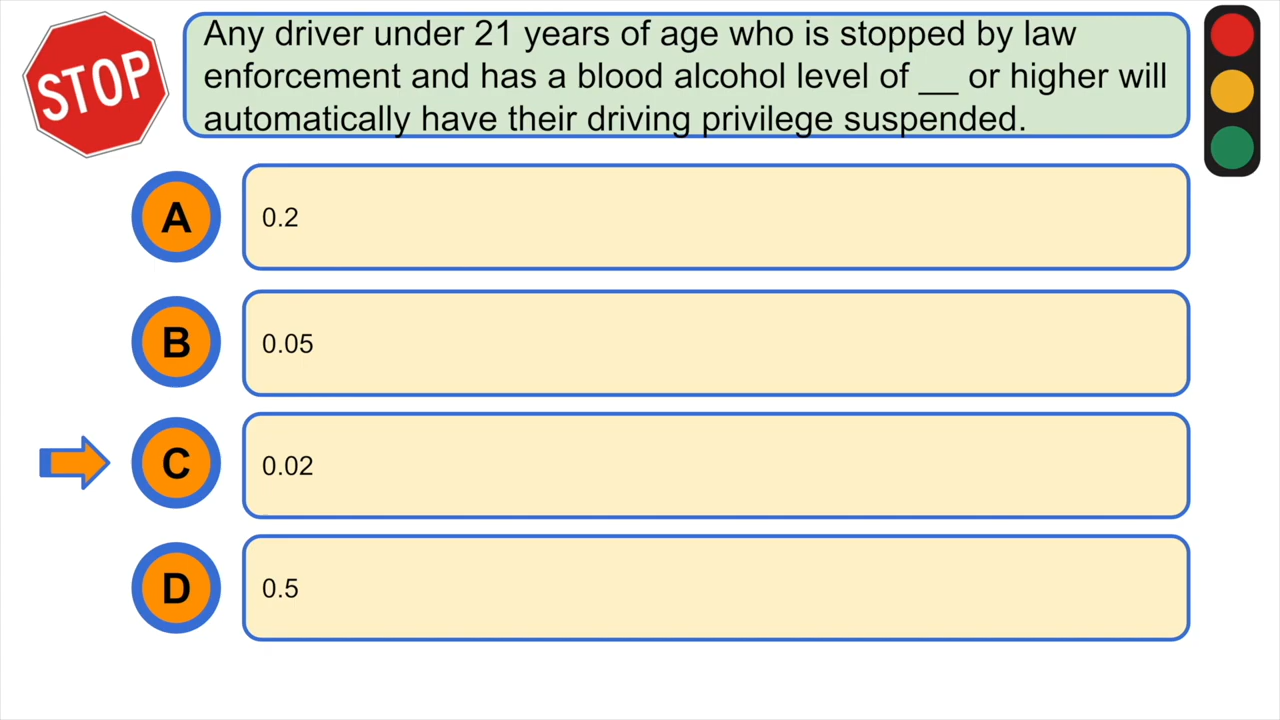 STOP
Any driver under 21 years of age who is stopped by law
enforcement and has a blood alcohol level of __ or higher will
automatically have their driving privilege suspended.
A
0.2
B
0.05
C
0.02
D
0.5